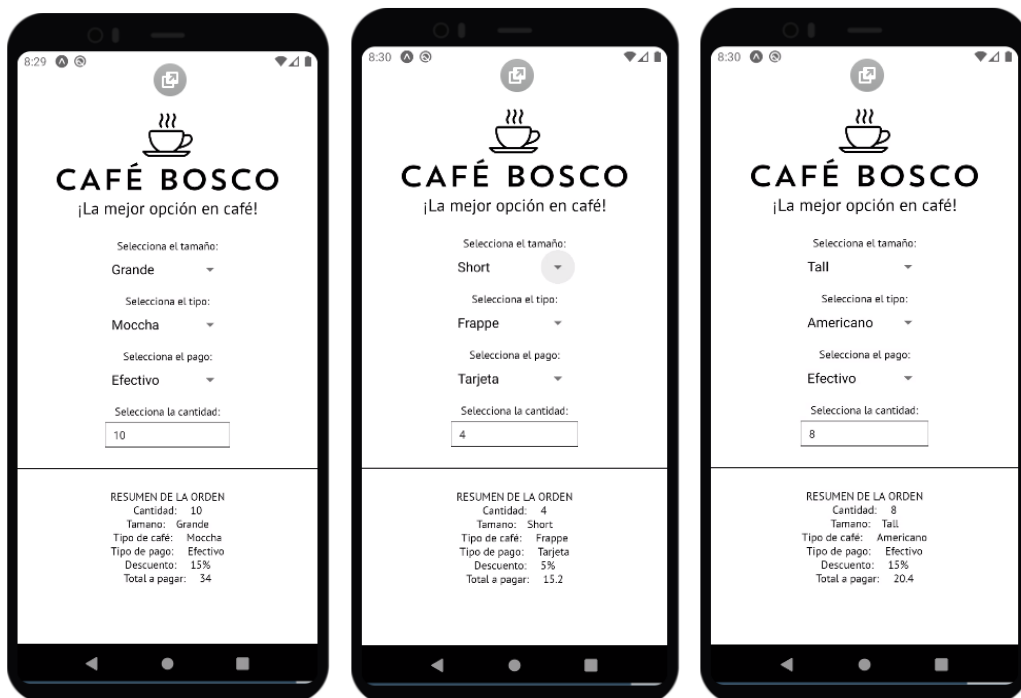 8:29
CAFÉ BOSCO
¡La mejor opción en café!
Selecciona el tamaño:
Grande
Selecciona el tipo:
Moccha
Selecciona el pago:
Efectivo
Selecciona la cantidad:
10
RESUMEN DE LA ORDEN
Cantidad: 10
Tamano: Grande
Tipo de café: Moccha
Tipo de pago: Efectivo
Descuento: 15%
Total a pagar: 34
8:30
CAFÉ BOSCO
¡La mejor opción en café!
Selecciona el tamaño:
Short
Selecciona el tipo:
Frappe
Selecciona el pago:
Tarjeta
Selecciona la cantidad:
4
RESUMEN DE LA ORDEN
Cantidad: 4
Tamano: Short
Tipo de café: Frappe
Tipo de pago: Tarjeta
Descuento: 5%
Total a pagar: 15.2
8:30
CAFÉ BOSCO
¡La mejor opción en café!
Selecciona el tamaño:
Tall
Selecciona el tipo:
Americano
Selecciona el pago:
Efectivo
Selecciona la cantidad:
8
RESUMEN DE LA ORDEN
Cantidad: 8
Tamano: Tall
Tipo de café: Americano
Tipo de pago: Efectivo
Descuento: 15%
Total a pagar: 20.4